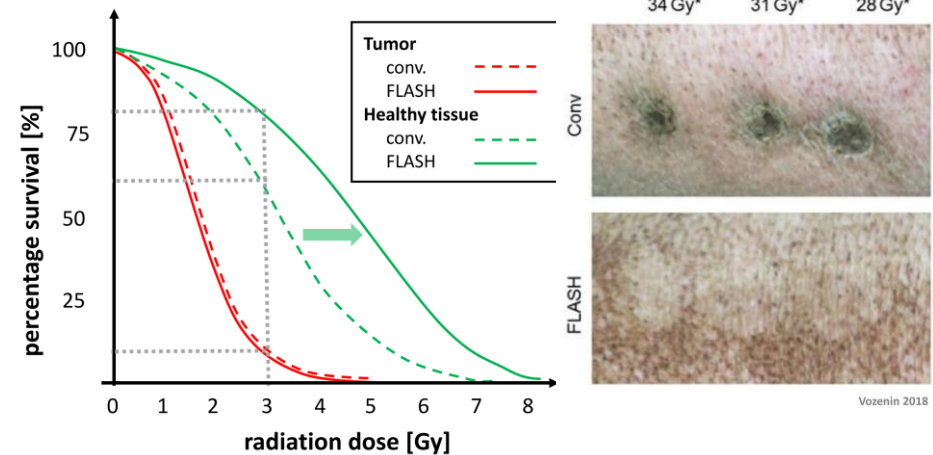 percentage survival [%]
100
75
50
25
0 1 2 3 4 5 6 7 8
radiation dose [Gy]
Tumor
conv.
FLASH
Healthy tissue
conv.
FLASH
34 Gy* 31 Gy* 28 Gy*
Conv
FLASH
Vozenin 2018